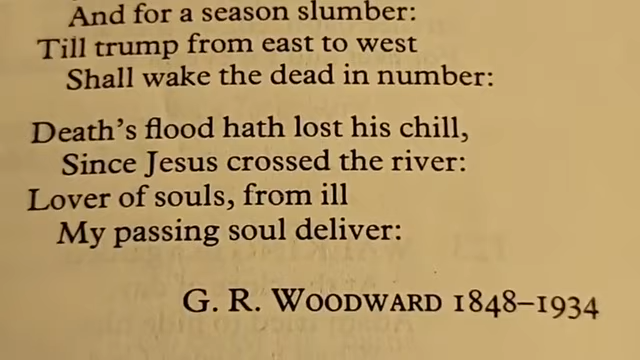 And for a season slumber:
Till trump from east to west
Shall wake the dead in number:
Death's flood hath lost his chill,
Since Jesus crossed the river:
Lover of souls, from ill
My passing soul deliver:
G. R. WOODWARD 1848–1934